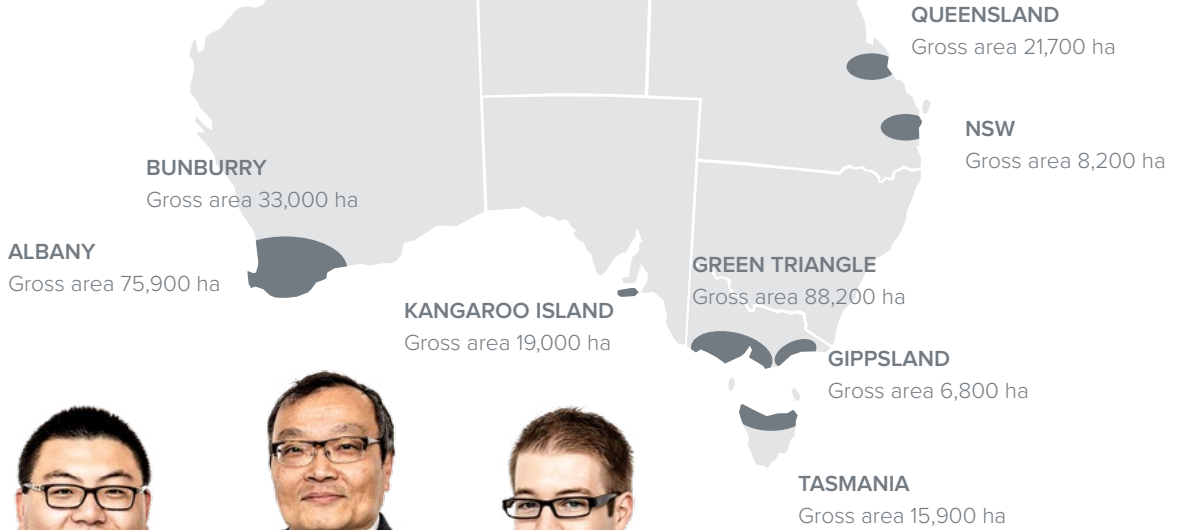 QUEENSLAND
Gross area 21,700 ha
NSW
Gross area 8,200 ha
BUNBURRY
Gross area 33,000 ha
ALBANY
Gross area 75,900 ha
GREEN TRIANGLE
Gross area 88,200 ha
KANGAROO ISLAND
Gross area 19,000 ha
GIPPSLAND
Gross area 6,800 ha
TASMANIA
Gross area 15,900 ha